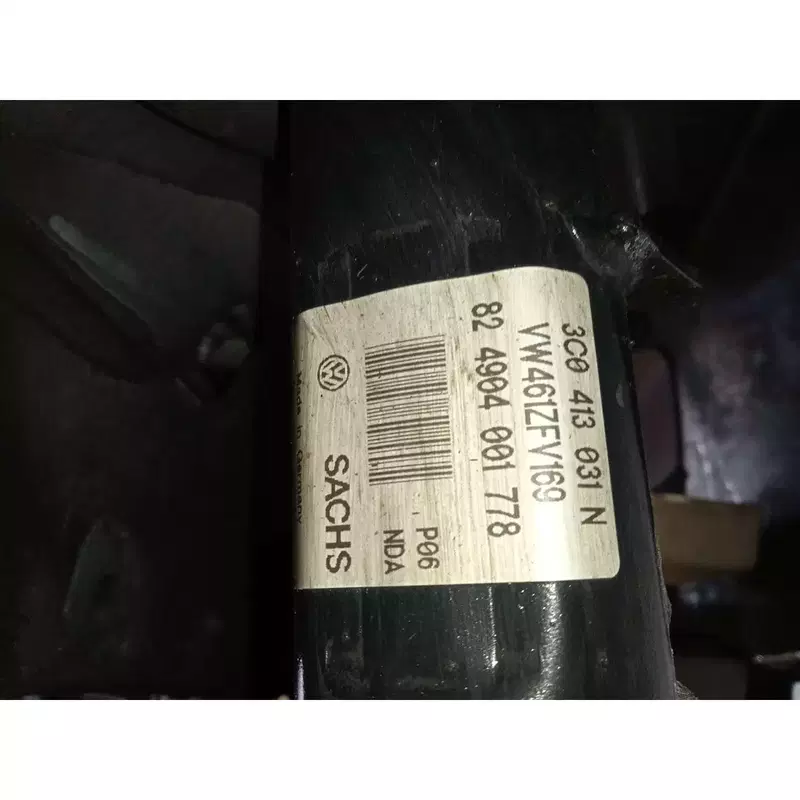 3C0 413 031 N
VW461ZFV169
82 4904 001 778
P06
NDA
SACHS
Made in Germany